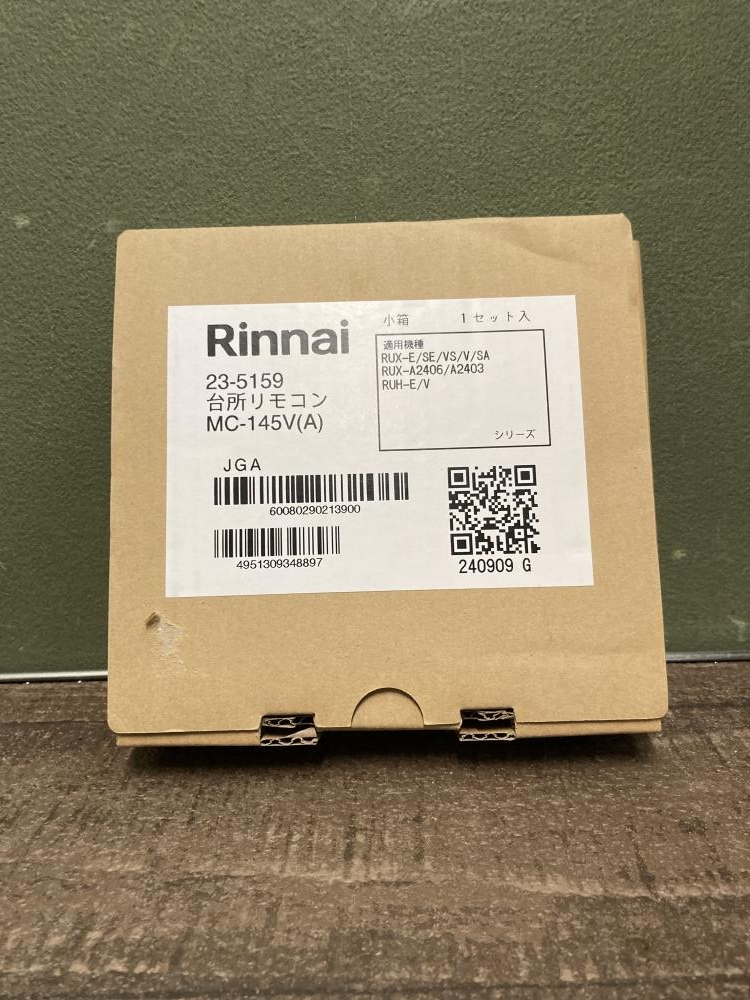 Rinnai
23-5159
台所リモコン
MC-145V(A)
小箱 1セット入
適用機種
RUX-E/SE/VS/V/SA
RUX-A2406/A2403
RUH-E/V
シリーズ
JGA
60080290213900
4951309348897
240909 G